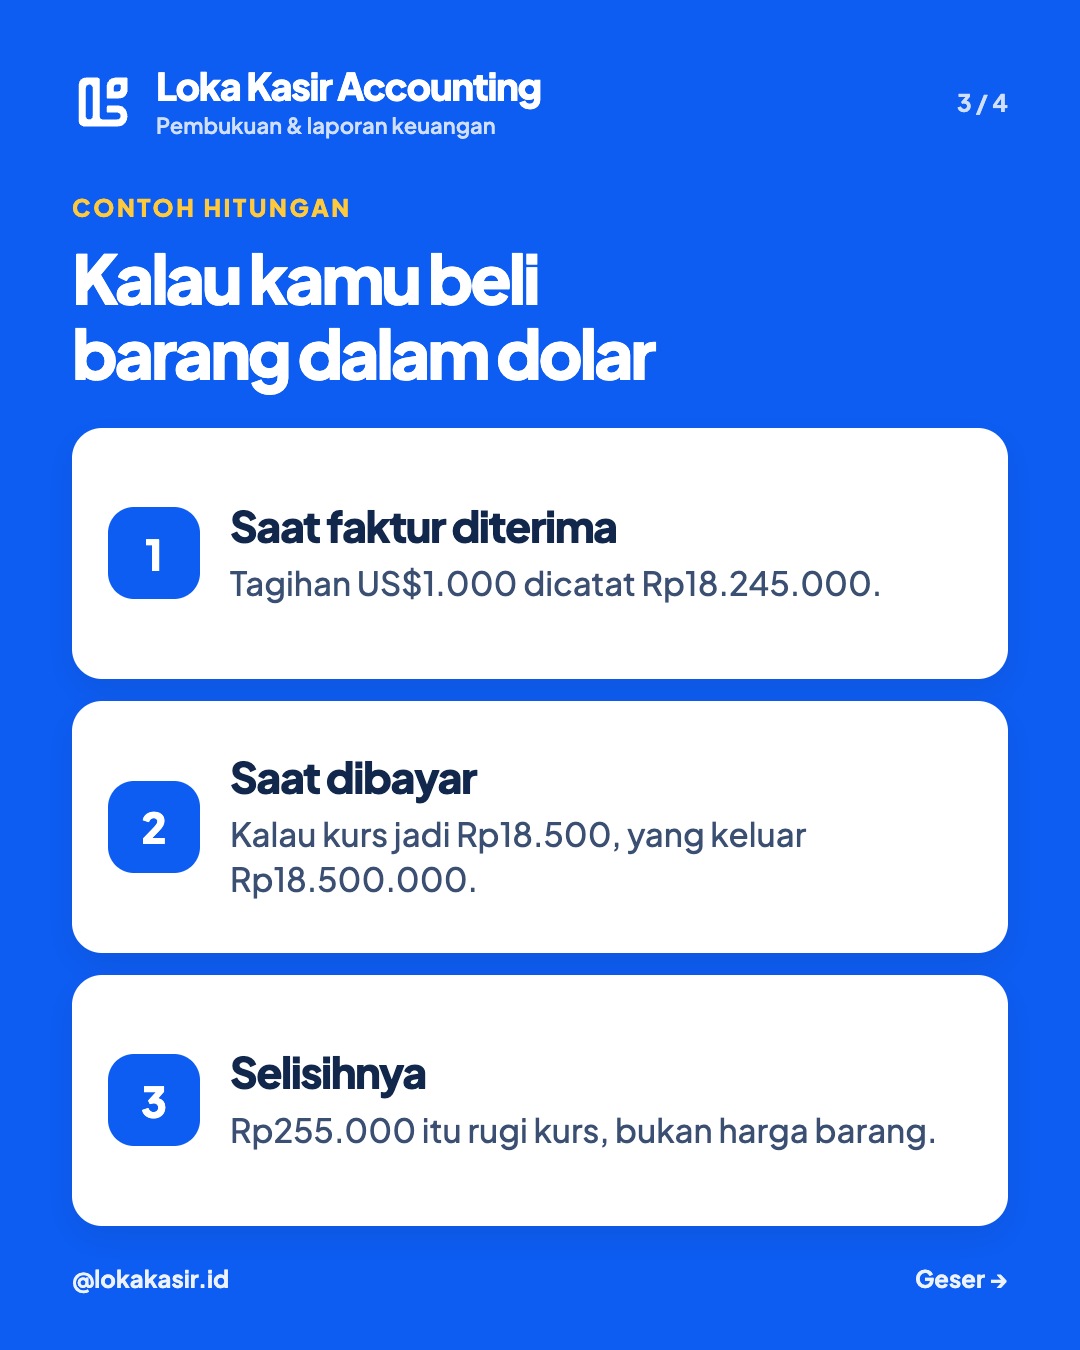 Loka Kasir Accounting
Pembukuan & laporan keuangan
3 / 4
CONTOH HITUNGAN
Kalau kamu beli
barang dalam dolar
1
Saat faktur diterima
Tagihan US$1.000 dicatat Rp18.245.000.
2
Saat dibayar
Kalau kurs jadi Rp18.500, yang keluar
Rp18.500.000.
3
Selisihnya
Rp255.000 itu rugi kurs, bukan harga barang.
@lokakasir.id
Geser →